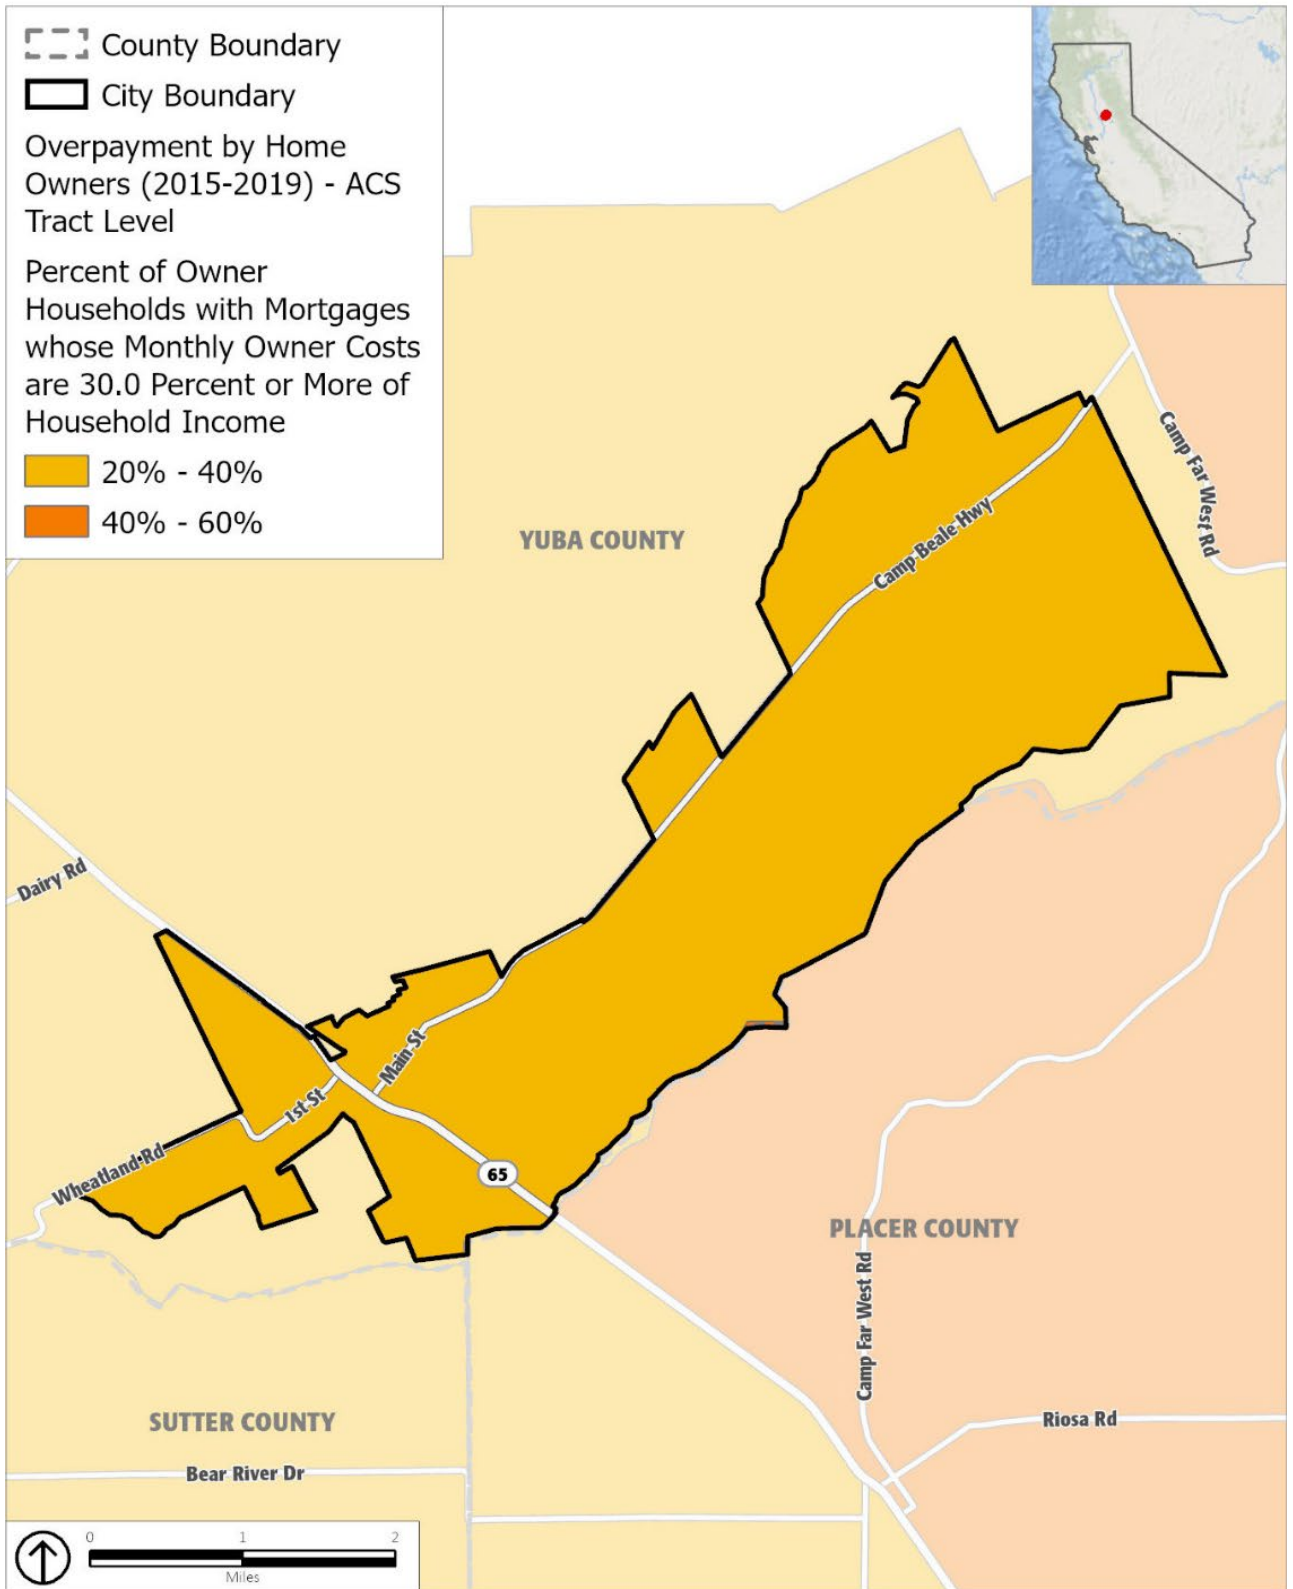 County Boundary
City Boundary
Overpayment by Home
Owners (2015-2019) - ACS
Tract Level
Percent of Owner
Households with Mortgages
whose Monthly Owner Costs
are 30.0 Percent or More of
Household Income
20% - 40%
40% - 60%
YUBA COUNTY
Camp Far West Rd
Camp Beale Hwy
Dairy Rd
Main St
1st St
Wheatland Rd
65
PLACER COUNTY
Camp Far West Rd
SUTTER COUNTY
Riosa Rd
Bear River Dr
0 1 2
Miles